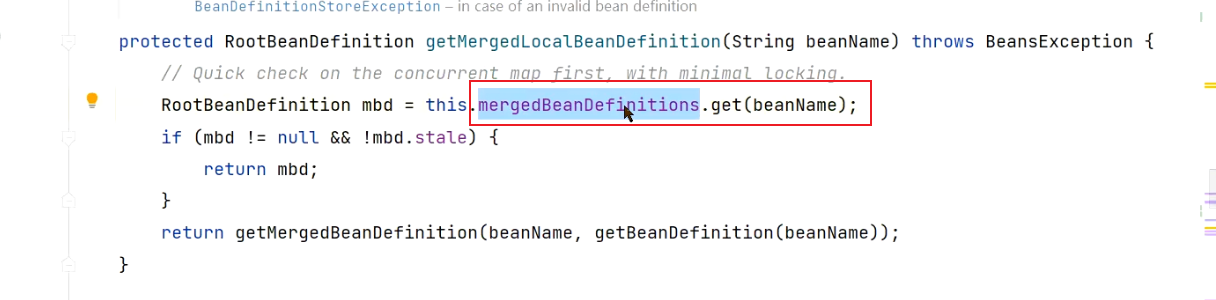 BeanDefinitionStoreException – in case of an invalid bean definition
protected RootBeanDefinition getMergedLocalBeanDefinition(String beanName) throws BeansException {
// Quick check on the concurrent map first, with minimal locking.
RootBeanDefinition mbd = this.mergedBeanDefinitions.get(beanName);
if (mbd != null && !mbd.stale) {
return mbd;
}
return getMergedBeanDefinition(beanName, getBeanDefinition(beanName));
}